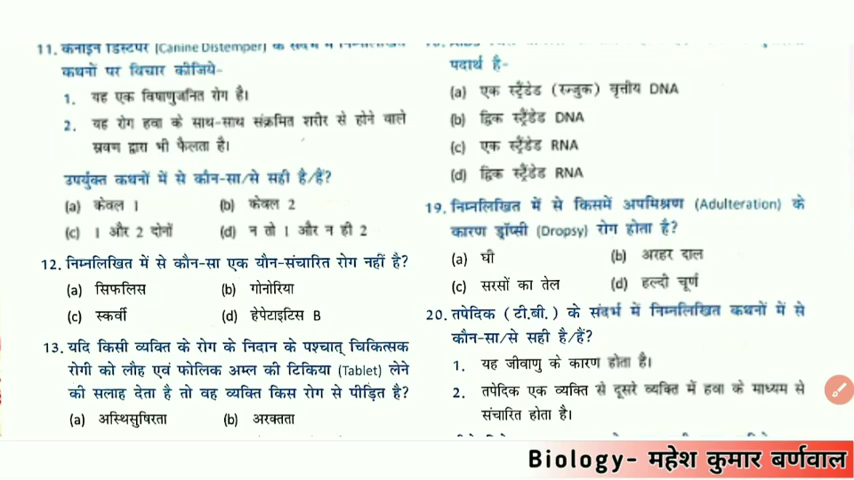 11. कनाइन डिस्टेंपर (Canine Distemper) के संदर्भ में निम्नलिखित
कथनों पर विचार कीजिये-
1. यह एक विषाणुजनित रोग है।
2. यह रोग हवा के साथ-साथ संक्रमित शरीर से होने वाले
स्रवण द्वारा भी फैलता है।
उपर्युक्त कथनों में से कौन-सा/से सही है/हैं?
(a) केवल 1 (b) केवल 2
(c) 1 और 2 दोनों (d) न तो 1 और न ही 2
12. निम्नलिखित में से कौन-सा एक यौन-संचारित रोग नहीं है?
(a) सिफलिस (b) गोनोरिया
(c) स्कर्वी (d) हेपेटाइटिस B
13. यदि किसी व्यक्ति के रोग के निदान के पश्चात् चिकित्सक
रोगी को लौह एवं फोलिक अम्ल की टिकिया (Tablet) लेने
की सलाह देता है तो वह व्यक्ति किस रोग से पीड़ित है?
(a) अस्थिसुषिरता (b) अरक्तता
पदार्थ है-
(a) एक स्ट्रैंडेड (रज्जुक) वृत्तीय DNA
(b) द्विक स्ट्रैंडेड DNA
(c) एक स्ट्रैंडेड RNA
(d) द्विक स्ट्रैंडेड RNA
19. निम्नलिखित में से किसमें अपमिश्रण (Adulteration) के
कारण ड्रॉप्सी (Dropsy) रोग होता है?
(a) घी (b) अरहर दाल
(c) सरसों का तेल (d) हल्दी चूर्ण
20. तपेदिक (टी.बी.) के संदर्भ में निम्नलिखित कथनों में से
कौन-सा/से सही है/हैं?
1. यह जीवाणु के कारण होता है।
2. तपेदिक एक व्यक्ति से दूसरे व्यक्ति में हवा के माध्यम से
संचारित होता है।
Biology- महेश कुमार बर्णवाल